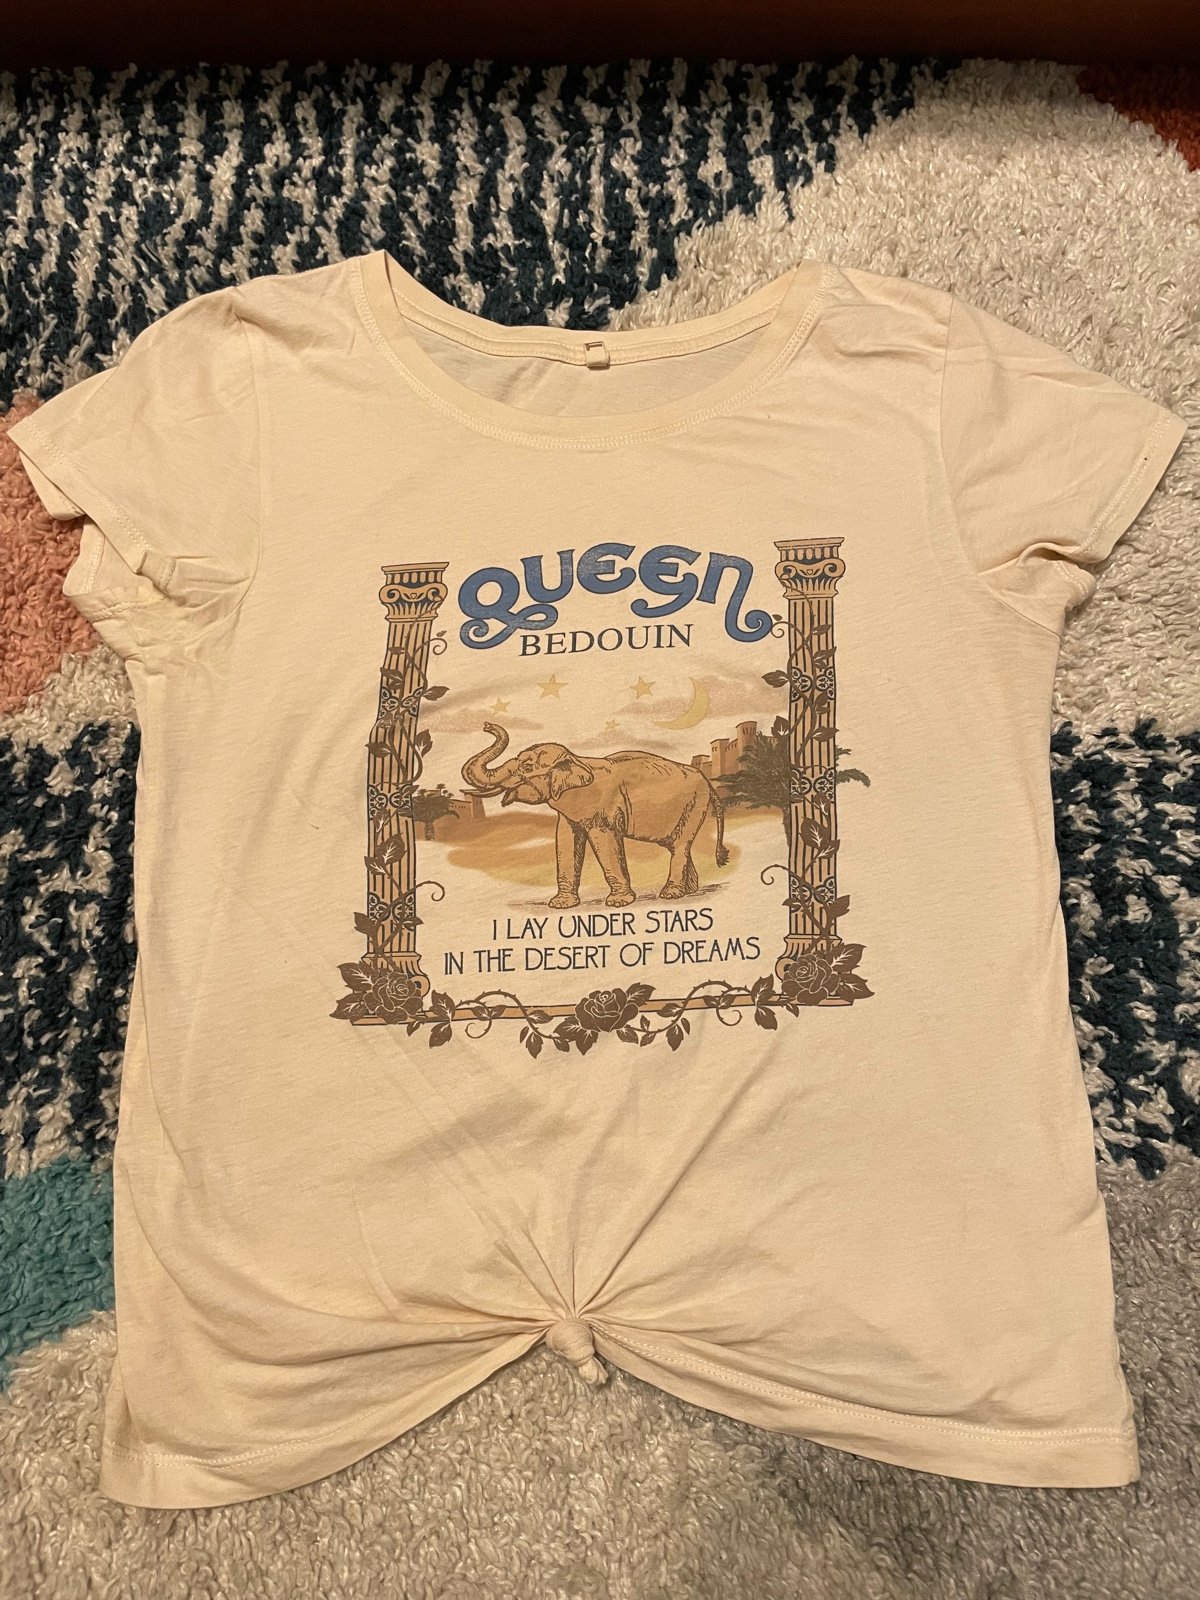 QUEEN
BEDOUIN
I LAY UNDER STARS
IN THE DESERT OF DREAMS